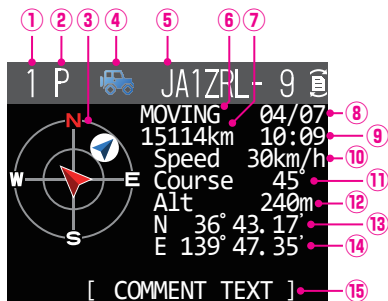 ① ② ③ ④ ⑤ ⑥ ⑦
1 P JA1ZRL- 9
MOVING 04/07 ⑧
15114km 10:09 ⑨
Speed 30km/h ⑩
Course 45° ⑪
Alt 240m ⑫
N 36°43.17' ⑬
E 139°47.35' ⑭
N
W E
S
[ COMMENT TEXT ] ⑮